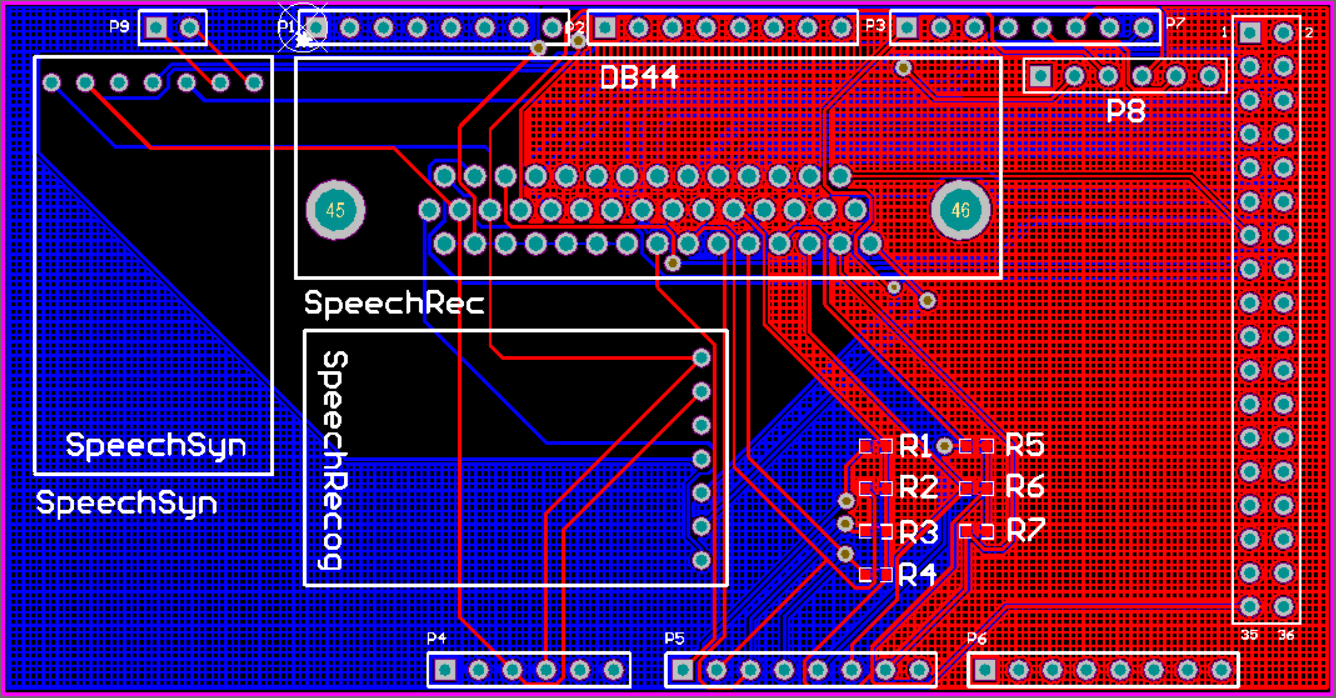 P9
P1
P2
P3
P7
1
2
DB44
P8
45
46
SpeechRec
SpeechRecog
SpeechSyn
SpeechSyn
R1
R5
R2
R6
R3
R7
R4
35
36
P4
P5
P6